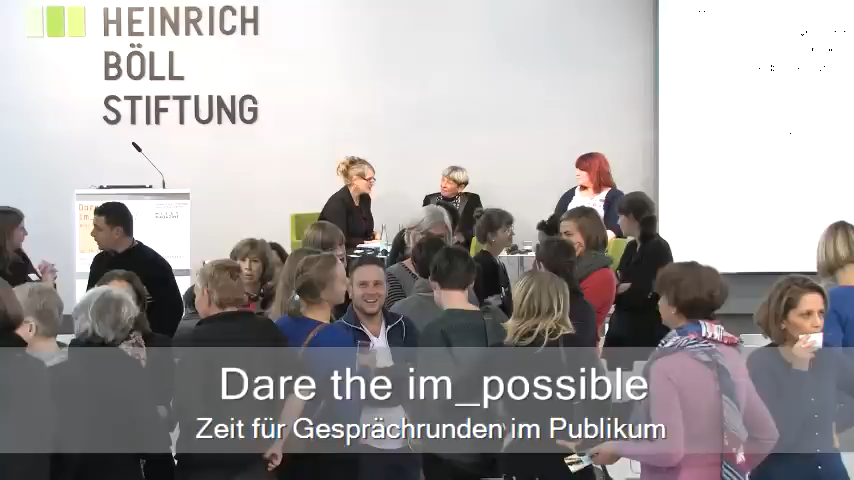 HEINRICH
BÖLL
STIFTUNG
Dare the im_possible
Zeit für Gesprächrunden im Publikum